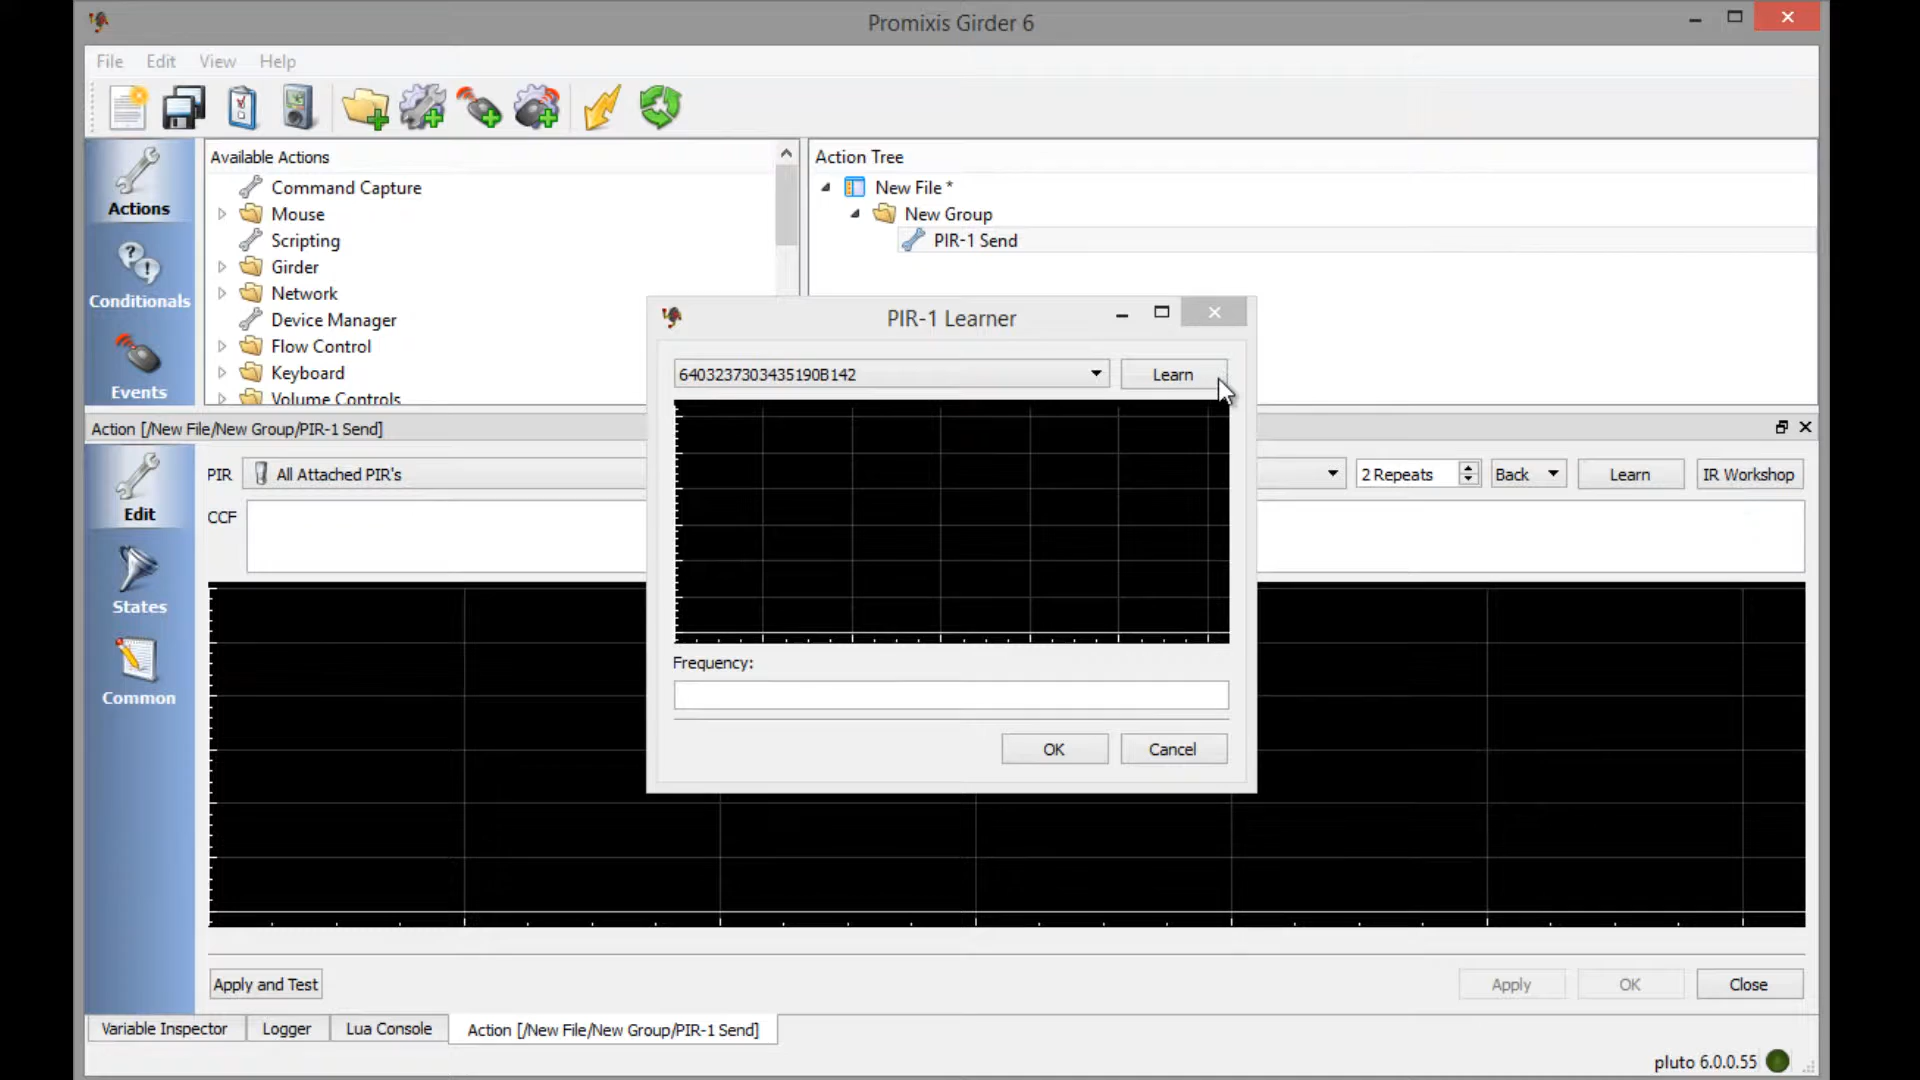 Promixis Girder 6
File Edit View Help
Available Actions
Command Capture
Mouse
Scripting
Girder
Network
Device Manager
Flow Control
Keyboard
Volume Controls
Action Tree
New File *
New Group
PIR-1 Send
Actions
Conditionals
Events
PIR-1 Learner
6403237303435190B142
Learn
Frequency:
OK
Cancel
Action [/New File/New Group/PIR-1 Send]
PIR
All Attached PIR's
2 Repeats
Back
Learn
IR Workshop
CCF
Edit
States
Common
Apply and Test
Apply
OK
Close
Variable Inspector
Logger
Lua Console
Action [/New File/New Group/PIR-1 Send]
pluto 6.0.0.55